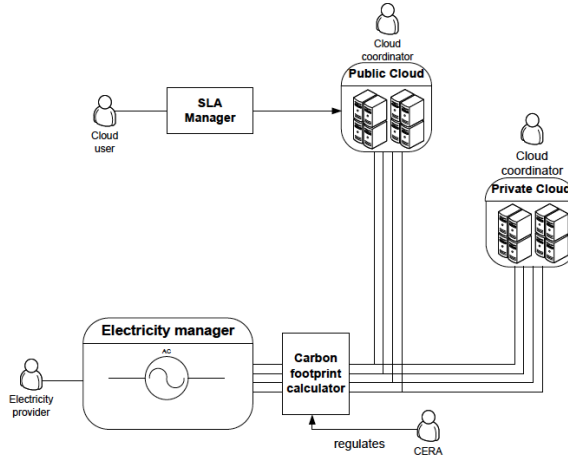 Cloud
coordinator
Public Cloud
SLA
Manager
Cloud
user
Cloud
coordinator
Private Cloud
Electricity manager
AC
Carbon
footprint
calculator
Electricity
provider
regulates
CERA